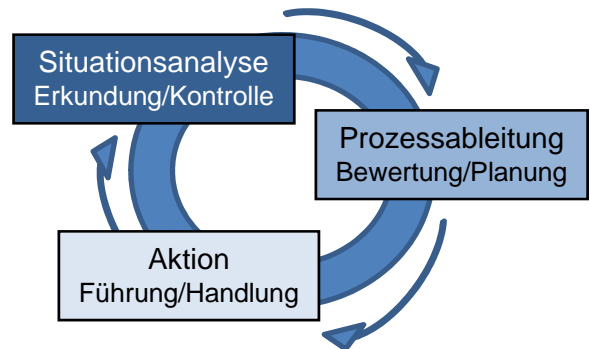 Situationsanalyse
Erkundung/Kontrolle
Prozessableitung
Bewertung/Planung
Aktion
Führung/Handlung